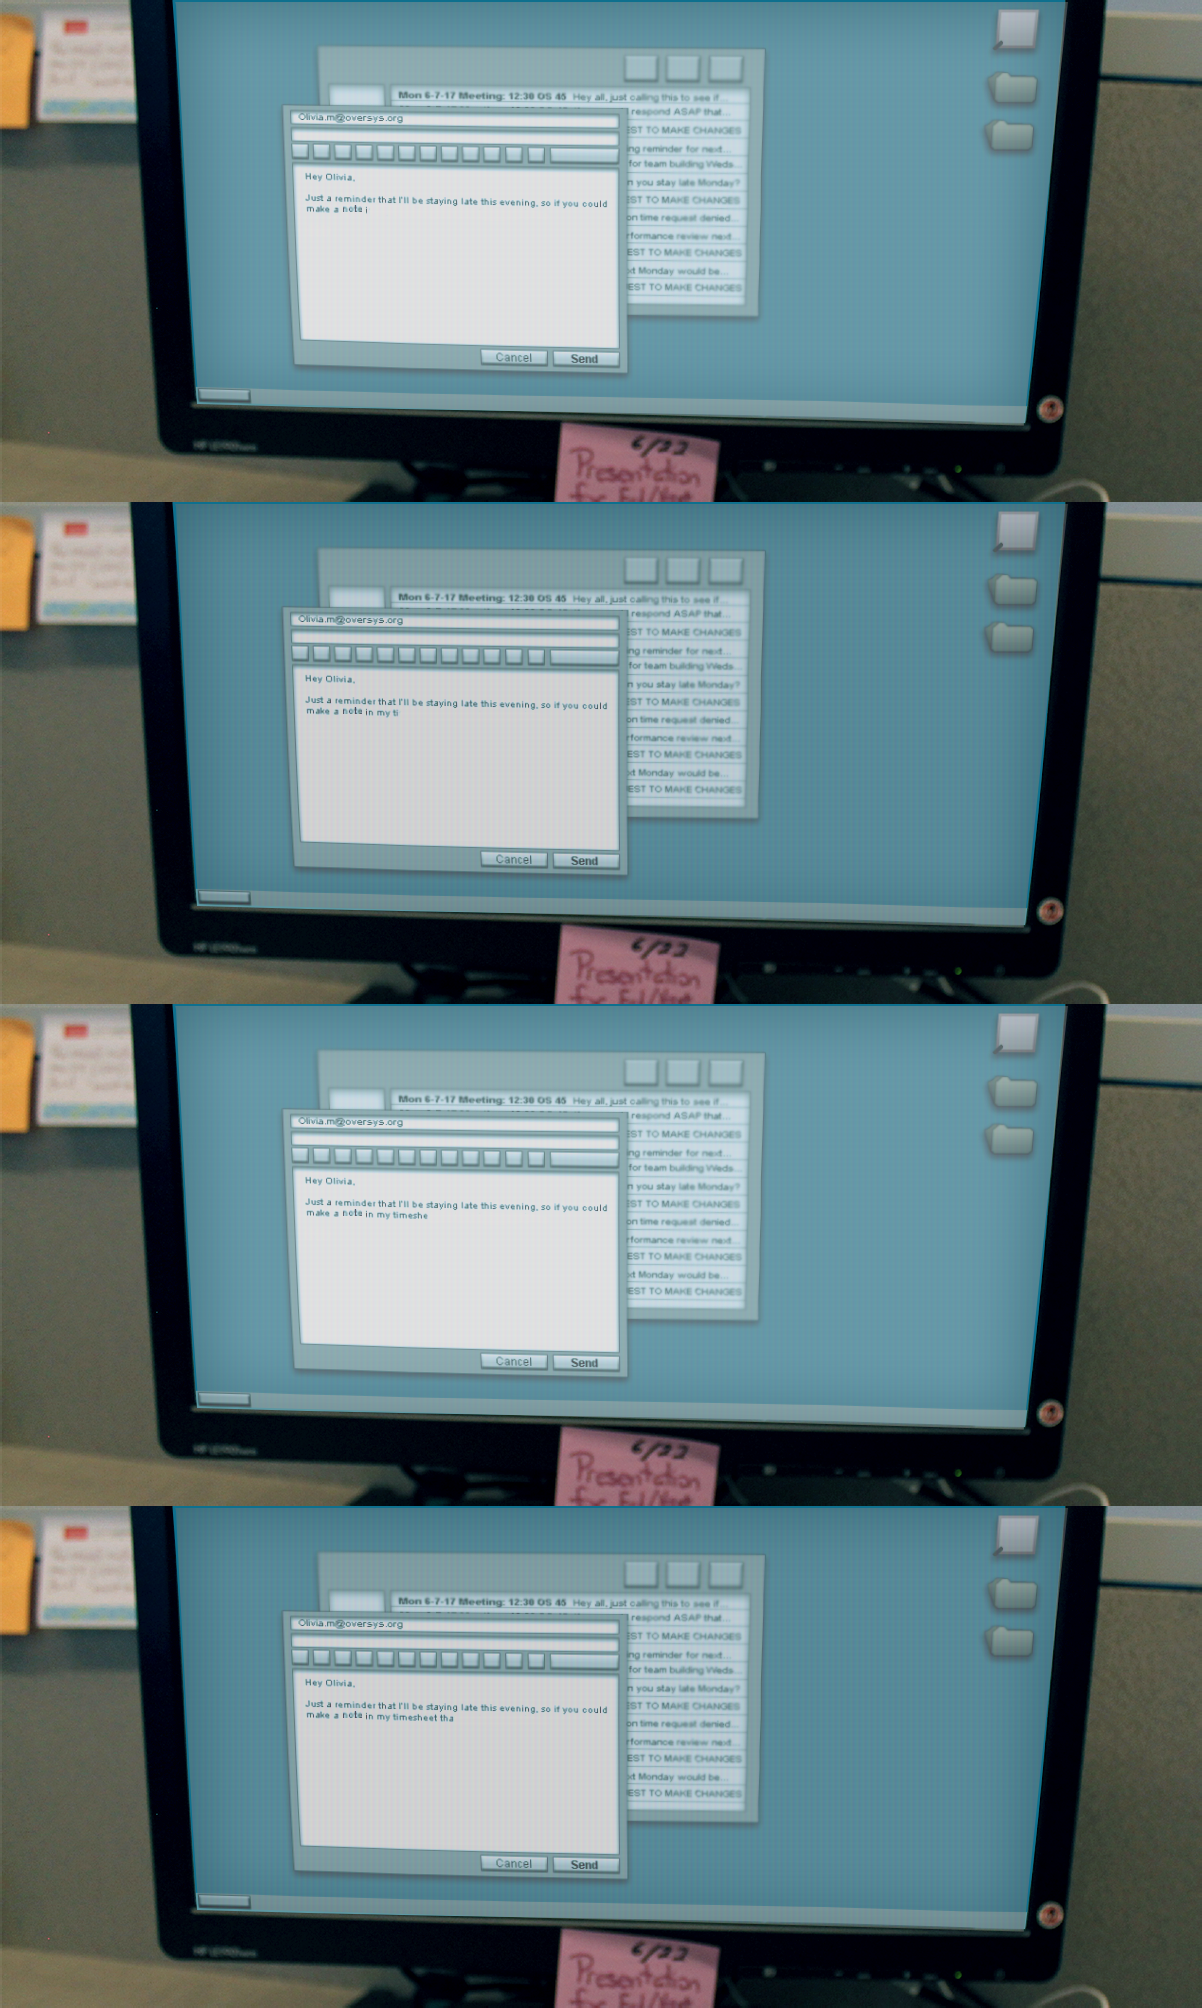 Mon 6-7-17 Meeting: 12:30 OS 45 Hey all, just calling this to see if...
respond ASAP that...
EST TO MAKE CHANGES
ng reminder for next...
for team building Weds...
n you stay late Monday?
EST TO MAKE CHANGES
on time request denied...
rformance review next...
EST TO MAKE CHANGES
xt Monday would be...
EST TO MAKE CHANGES
Olivia.m@oversys.org
Hey Olivia,
Just a reminder that I'll be staying late this evening, so if you could
make a note i
Cancel Send
6/22
Presentation
Mon 6-7-17 Meeting: 12:30 OS 45 Hey all, just calling this to see if...
respond ASAP that...
EST TO MAKE CHANGES
ng reminder for next...
for team building Weds...
n you stay late Monday?
EST TO MAKE CHANGES
on time request denied...
rformance review next...
EST TO MAKE CHANGES
xt Monday would be...
EST TO MAKE CHANGES
Olivia.m@oversys.org
Hey Olivia,
Just a reminder that I'll be staying late this evening, so if you could
make a note in my ti
Cancel Send
6/22
Presentation
Mon 6-7-17 Meeting: 12:30 OS 45 Hey all, just calling this to see if...
respond ASAP that...
EST TO MAKE CHANGES
ng reminder for next...
for team building Weds...
n you stay late Monday?
EST TO MAKE CHANGES
on time request denied...
rformance review next...
EST TO MAKE CHANGES
xt Monday would be...
EST TO MAKE CHANGES
Olivia.m@oversys.org
Hey Olivia,
Just a reminder that I'll be staying late this evening, so if you could
make a note in my timeshe
Cancel Send
6/22
Presentation
Mon 6-7-17 Meeting: 12:30 OS 45 Hey all, just calling this to see if...
respond ASAP that...
EST TO MAKE CHANGES
ng reminder for next...
for team building Weds...
n you stay late Monday?
EST TO MAKE CHANGES
on time request denied...
rformance review next...
EST TO MAKE CHANGES
xt Monday would be...
EST TO MAKE CHANGES
Olivia.m@oversys.org
Hey Olivia,
Just a reminder that I'll be staying late this evening, so if you could
make a note in my timesheet tha
Cancel Send
6/22
Presentation